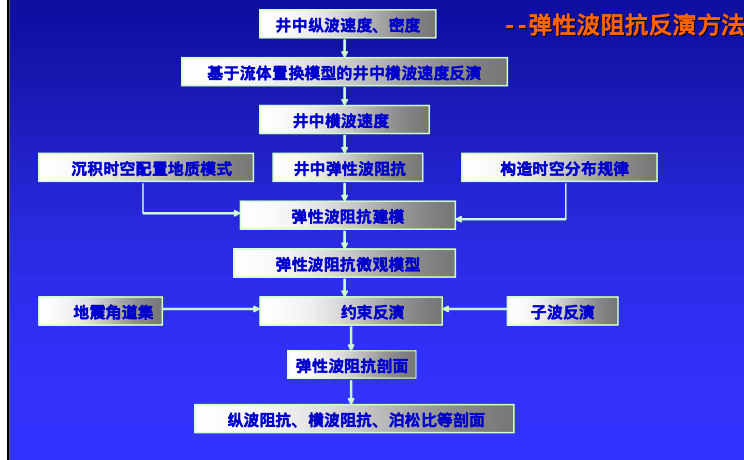 --弹性波阻抗反演方法
井中纵波速度、密度
基于流体置换模型的井中横波速度反演
井中横波速度
沉积时空配置地质模式
井中弹性波阻抗
构造时空分布规律
弹性波阻抗建模
弹性波阻抗微观模型
地震角道集
约束反演
子波反演
弹性波阻抗剖面
纵波阻抗、横波阻抗、泊松比等剖面